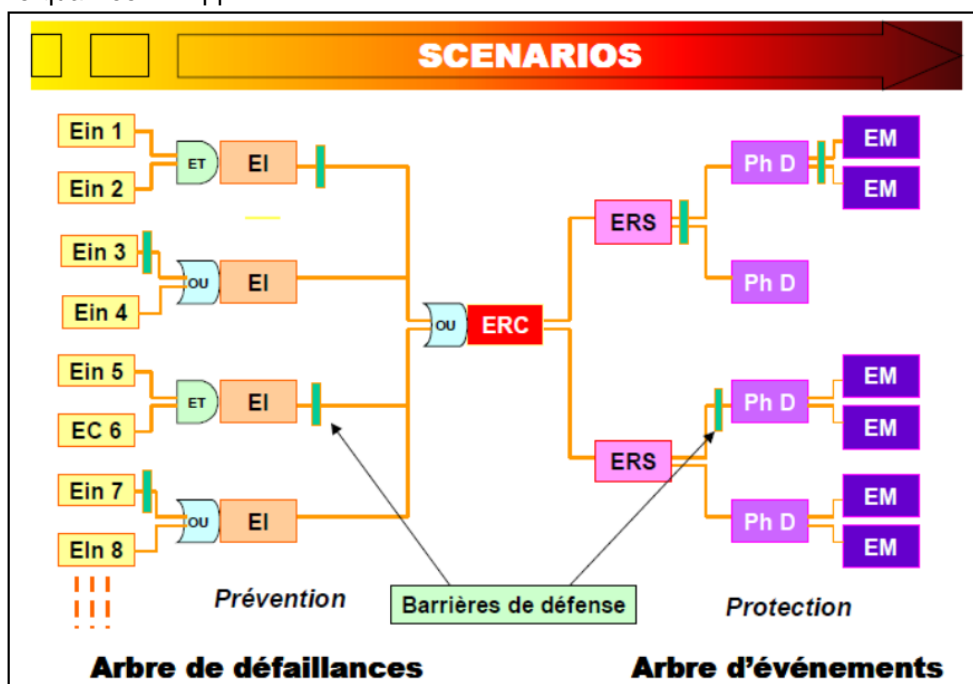 SCENARIOS
Ein 1
Ein 2
ET
EI
Ein 3
Ein 4
OU
EI
Ein 5
EC 6
ET
EI
Ein 7
EIn 8
OU
EI
OU
ERC
ERS
ERS
Ph D
Ph D
Ph D
Ph D
EM
EM
EM
EM
EM
EM
Prévention
Barrières de défense
Protection
Arbre de défaillances
Arbre d'événements